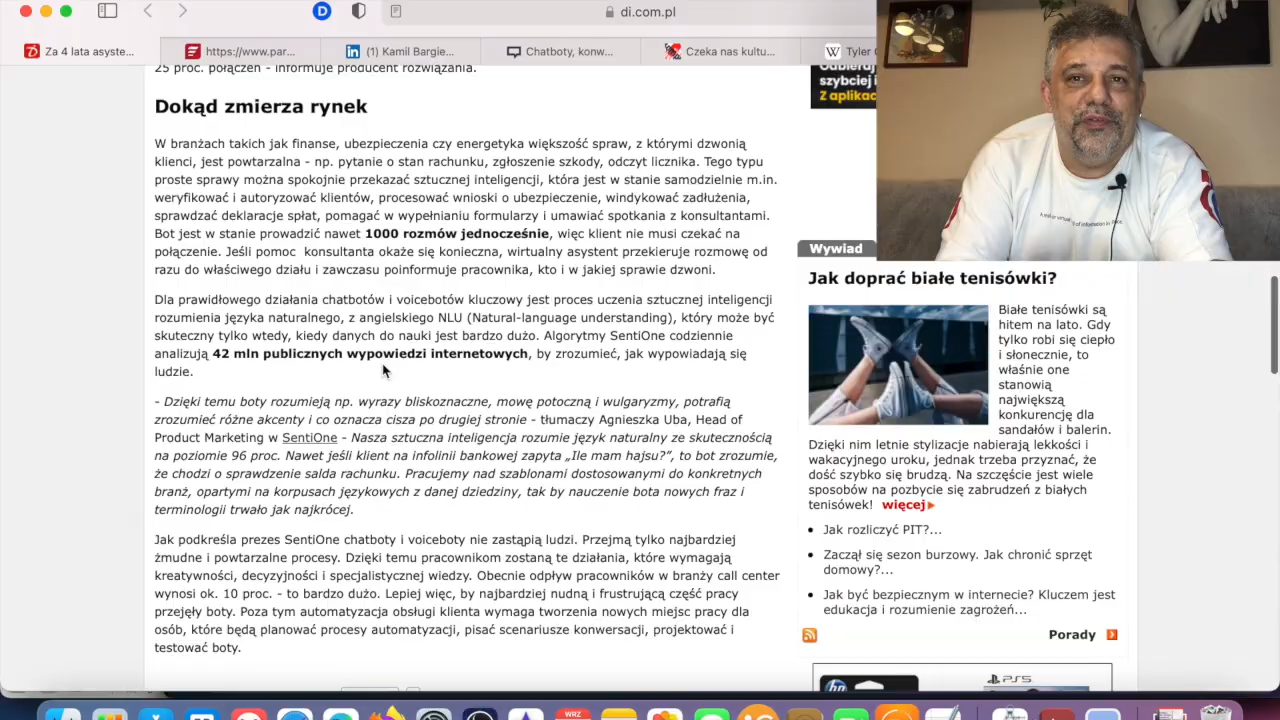 di.com.pl
Za 4 lata asyste...
https://www.par...
(1) Kamil Bargie...
Chatboty, konw...
Czeka nas kultu...
Tyler
25 proc. połączeń - informuje producent rozwiązania.
Dokąd zmierza rynek
W branżach takich jak finanse, ubezpieczenia czy energetyka większość spraw, z którymi dzwonią
klienci, jest powtarzalna - np. pytanie o stan rachunku, zgłoszenie szkody, odczyt licznika. Tego typu
proste sprawy można spokojnie przekazać sztucznej inteligencji, która jest w stanie samodzielnie m.in.
weryfikować i autoryzować klientów, procesować wnioski o ubezpieczenie, windykować zadłużenia,
sprawdzać deklaracje spłat, pomagać w wypełnianiu formularzy i umawiać spotkania z konsultantami.
Bot jest w stanie prowadzić nawet 1000 rozmów jednocześnie, więc klient nie musi czekać na
połączenie. Jeśli pomoc konsultanta okaże się konieczna, wirtualny asystent przekieruje rozmowę od
razu do właściwego działu i zawczasu poinformuje pracownika, kto i w jakiej sprawie dzwoni.
Dla prawidłowego działania chatbotów i voicebotów kluczowy jest proces uczenia sztucznej inteligencji
rozumienia języka naturalnego, z angielskiego NLU (Natural-language understanding), który może być
skuteczny tylko wtedy, kiedy danych do nauki jest bardzo dużo. Algorytmy SentiOne codziennie
analizują 42 mln publicznych wypowiedzi internetowych, by zrozumieć, jak wypowiadają się
ludzie.
- Dzięki temu boty rozumieją np. wyrazy bliskoznaczne, mowę potoczną i wulgaryzmy, potrafią
zrozumieć różne akcenty i co oznacza cisza po drugiej stronie - tłumaczy Agnieszka Uba, Head of
Product Marketing w SentiOne - Nasza sztuczna inteligencja rozumie język naturalny ze skutecznością
na poziomie 96 proc. Nawet jeśli klient na infolinii bankowej zapyta „Ile mam hajsu?”, to bot zrozumie,
że chodzi o sprawdzenie salda rachunku. Pracujemy nad szablonami dostosowanymi do konkretnych
branż, opartymi na korpusach językowych z danej dziedziny, tak by nauczenie bota nowych fraz i
terminologii trwało jak najkrócej.
Jak podkreśla prezes SentiOne chatboty i voiceboty nie zastąpią ludzi. Przejmą tylko najbardziej
żmudne i powtarzalne procesy. Dzięki temu pracownikom zostaną te działania, które wymagają
kreatywności, decyzyjności i specjalistycznej wiedzy. Obecnie odpływ pracowników w branży call center
wynosi ok. 10 proc. - to bardzo dużo. Lepiej więc, by najbardziej nudną i frustrującą część pracy
przejęły boty. Poza tym automatyzacja obsługi klienta wymaga tworzenia nowych miejsc pracy dla
osób, które będą planować procesy automatyzacji, pisać scenariusze konwersacji, projektować i
testować boty.
Odbieraj
szybciej i
Z aplikac
Wywiad
Jak doprać białe tenisówki?
Białe tenisówki są
hitem na lato. Gdy
tylko robi się ciepło
i słonecznie, to
właśnie one
stanowią
największą
konkurencję dla
sandałów i balerin.
Dzięki nim letnie stylizacje nabierają lekkości i
wakacyjnego uroku, jednak trzeba przyznać, że
dość szybko się brudzą. Na szczęście jest wiele
sposobów na pozbycie się zabrudzeń z białych
tenisówek! więcej
Jak rozliczyć PIT?...
Zaczął się sezon burzowy. Jak chronić sprzęt
domowy?...
Jak być bezpiecznym w internecie? Kluczem jest
edukacja i rozumienie zagrożeń...
Porady
hp
PS5
WRZ